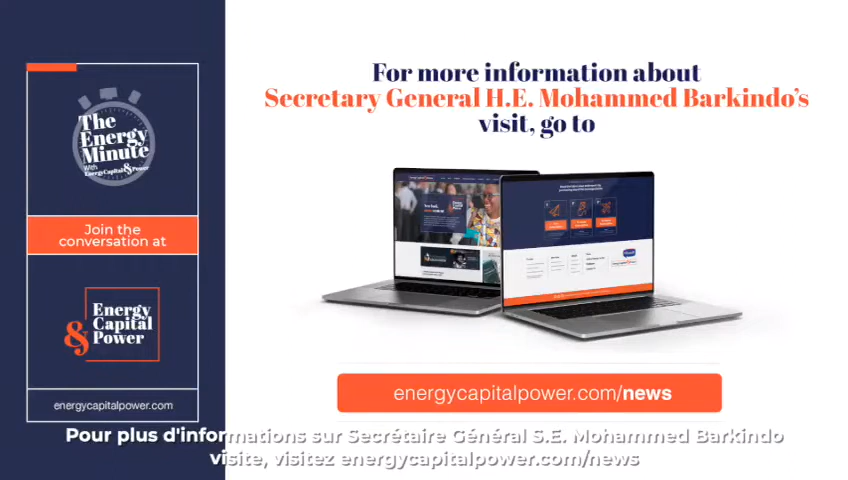 The
Energy
Minute
With
EnergyCapital&Power
Join the
conversation at
Energy
Capital
& Power
energycapitalpower.com
For more information about
Secretary General H.E. Mohammed Barkindo's
visit, go to
energycapitalpower.com/news
Pour plus d'informations sur Secrétaire Général S.E. Mohammed Barkindo
visite, visitez energycapitalpower.com/news